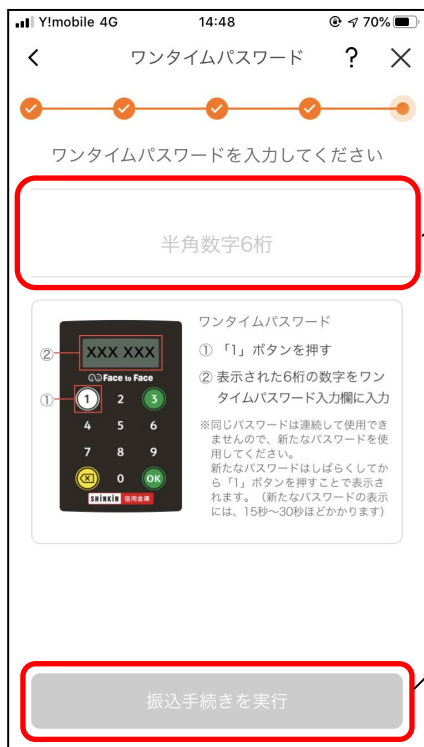 Y!mobile 4G 14:48 70%
ワンタイムパスワード ?
ワンタイムパスワードを入力してください
半角数字6桁
ワンタイムパスワード
① 「1」ボタンを押す
② 表示された6桁の数字をワン
タイムパスワード入力欄に入力
※同じパスワードは連続して使用でき
ませんので、新たなパスワードを使
用してください。
新たなパスワードはしばらくしてか
ら「1」ボタンを押すことで表示さ
れます。（新たなパスワードの表示
には、15秒～30秒ほどかかります）
② XXX XXX
Face to Face
① 1 2 3
4 5 6
7 8 9
0 OK
SHINKIN 信用金庫
振込手続きを実行